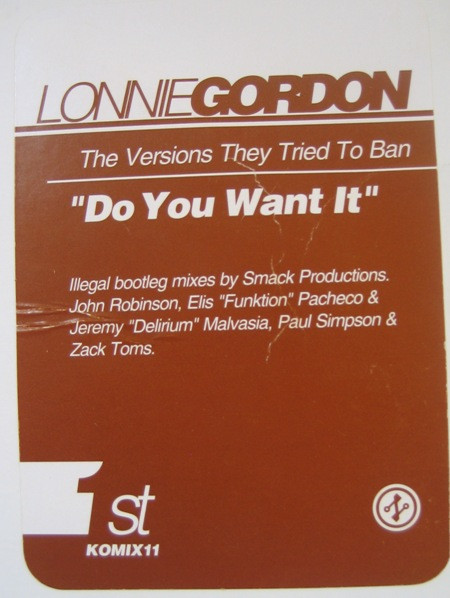 LONNIEGORDON
The Versions They Tried To Ban
"Do You Want It"
Illegal bootleg mixes by Smack Productions.
John Robinson, Elis "Funktion" Pacheco &
Jeremy "Delirium" Malvasia, Paul Simpson &
Zack Toms.
1st
KOMIX11